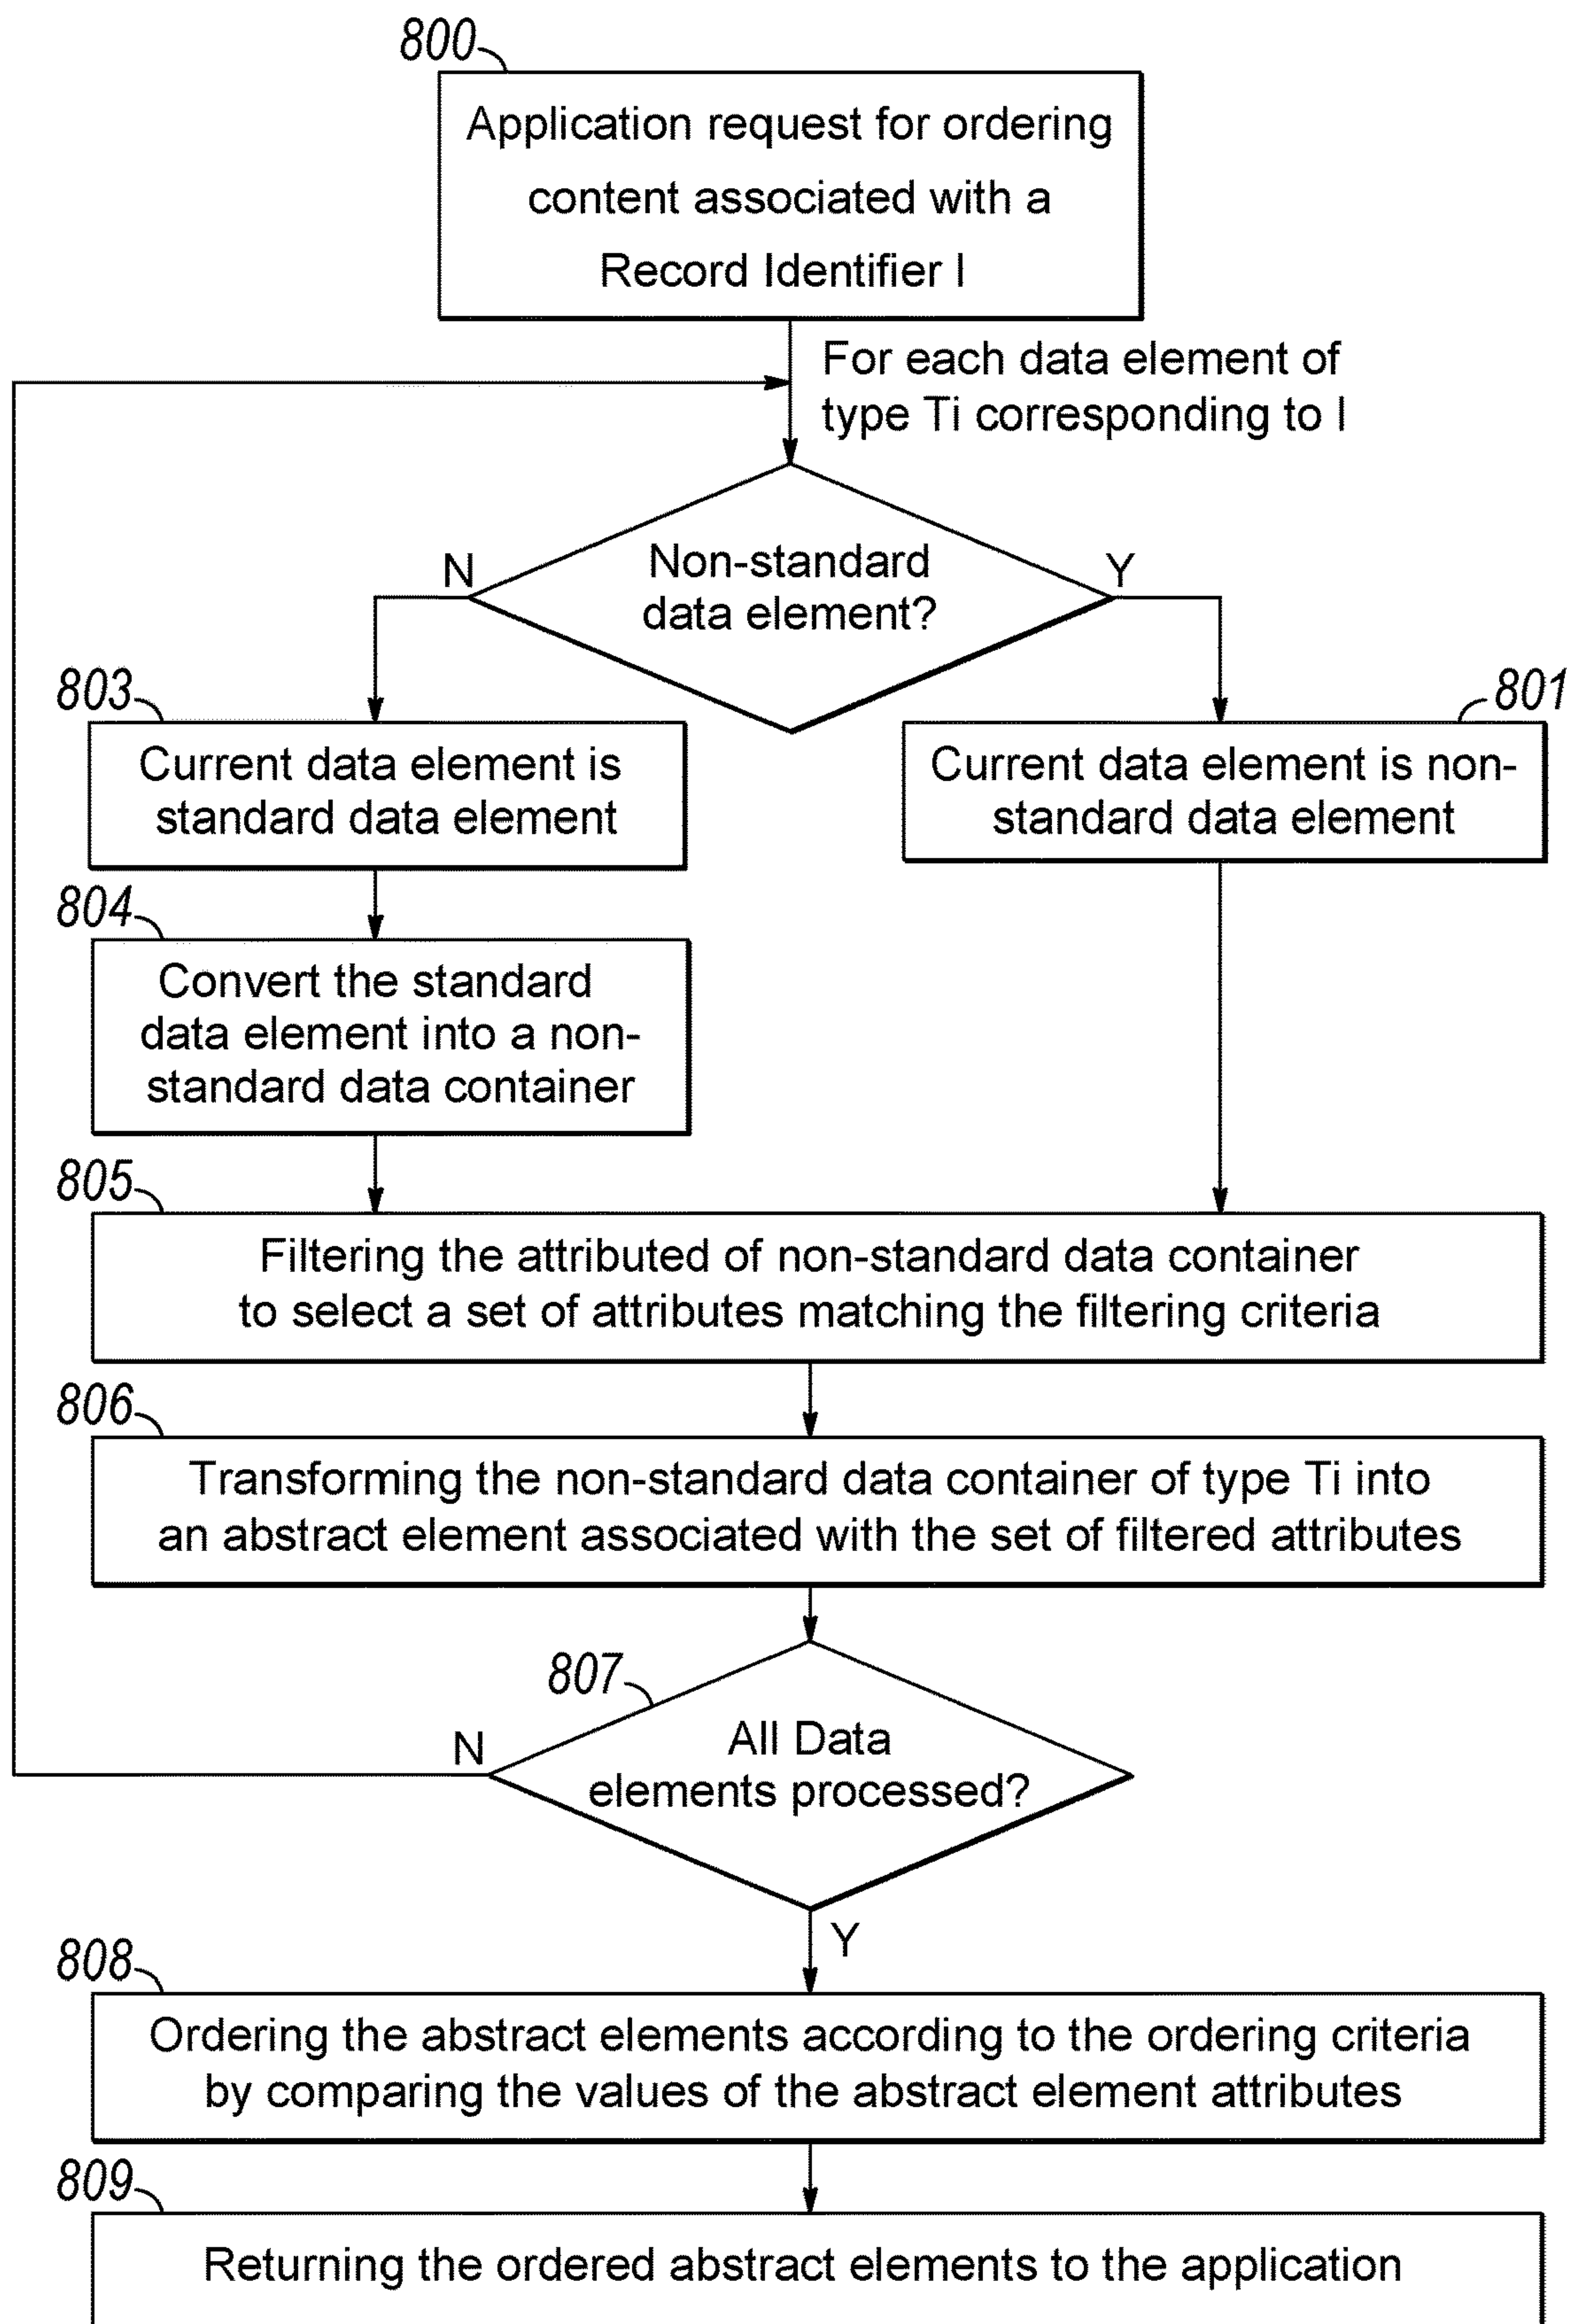 800
Application request for ordering
content associated with a
Record Identifier I
For each data element of
type Ti corresponding to I
Non-standard
data element?
N
Y
803
Current data element is
standard data element
801
Current data element is non-
standard data element
804
Convert the standard
data element into a non-
standard data container
805
Filtering the attributed of non-standard data container
to select a set of attributes matching the filtering criteria
806
Transforming the non-standard data container of type Ti into
an abstract element associated with the set of filtered attributes
807
All Data
elements processed?
N
Y
808
Ordering the abstract elements according to the ordering criteria
by comparing the values of the abstract element attributes
809
Returning the ordered abstract elements to the application